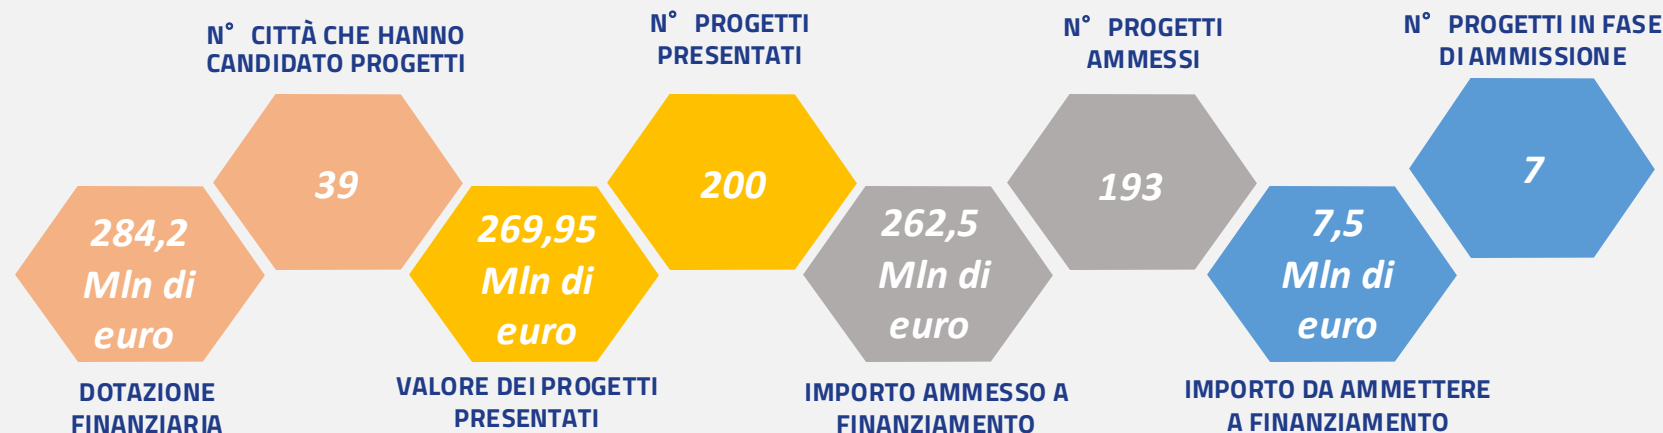 284,2
Mln di
euro
DOTAZIONE
FINANZIARIA
N° CITTÀ CHE HANNO
CANDIDATO PROGETTI
39
269,95
Mln di
euro
VALORE DEI PROGETTI
PRESENTATI
N° PROGETTI
PRESENTATI
200
262,5
Mln di
euro
IMPORTO AMMESSO A
FINANZIAMENTO
N° PROGETTI
AMMESSI
193
7,5
Mln di
euro
IMPORTO DA AMMETTERE
A FINANZIAMENTO
N° PROGETTI IN FASE
DI AMMISSIONE
7